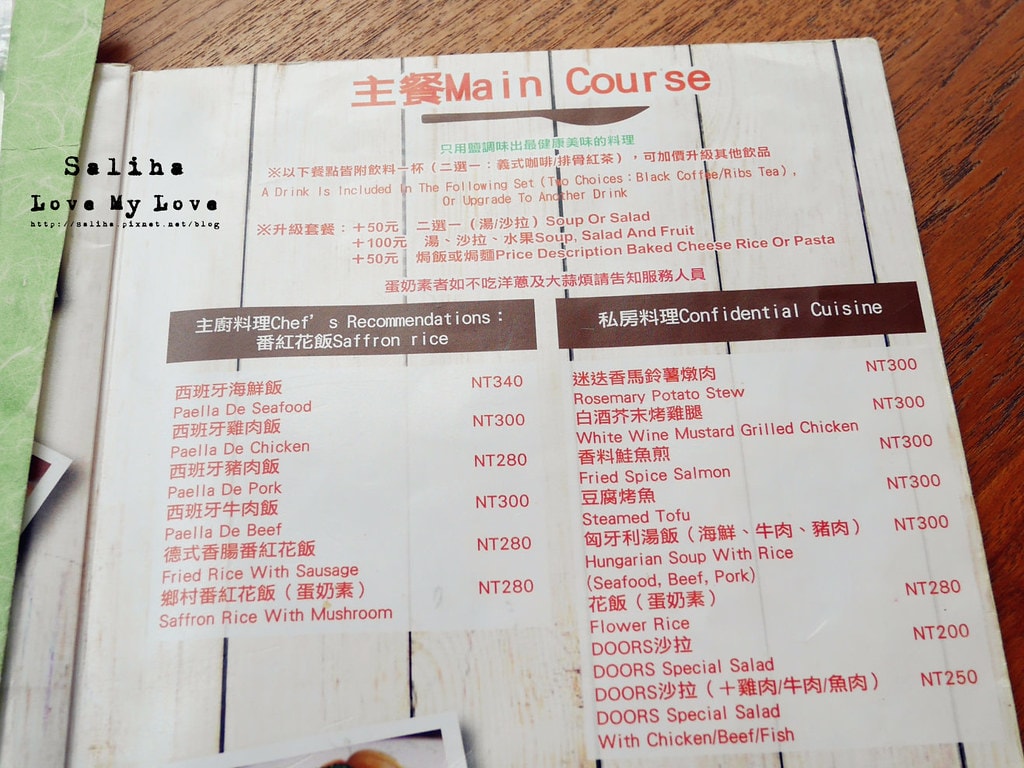 Saliha
Love My Love
http://saliha.pixnet.net/blog
主餐Main Course
只用鹽調味出最健康美味的料理
※以下餐點皆附飲料一杯（二選一：義式咖啡/排骨紅茶），可加價升級其他飲品
A Drink Is Included In The Following Set (Two Choices：Black Coffee/Ribs Tea),
Or Upgrade To Another Drink
※升級套餐：＋50元 二選一（湯/沙拉）Soup Or Salad
＋100元 湯、沙拉、水果Soup, Salad And Fruit
＋50元 焗飯或焗麵Price Description Baked Cheese Rice Or Pasta
蛋奶素者如不吃洋蔥及大蒜煩請告知服務人員
主廚料理Chef’s Recommendations：
番紅花飯Saffron rice
西班牙海鮮飯 NT340
Paella De Seafood
西班牙雞肉飯 NT300
Paella De Chicken
西班牙豬肉飯 NT280
Paella De Pork
西班牙牛肉飯 NT300
Paella De Beef
德式香腸番紅花飯 NT280
Fried Rice With Sausage
鄉村番紅花飯（蛋奶素） NT280
Saffron Rice With Mushroom
私房料理Confidential Cuisine
迷迭香馬鈴薯燉肉 NT300
Rosemary Potato Stew
白酒芥末烤雞腿 NT300
White Wine Mustard Grilled Chicken
香料鮭魚煎 NT300
Fried Spice Salmon
豆腐烤魚 NT300
Steamed Tofu
匈牙利湯飯（海鮮、牛肉、豬肉） NT300
Hungarian Soup With Rice
(Seafood, Beef, Pork)
花飯（蛋奶素） NT280
Flower Rice
DOORS沙拉 NT200
DOORS Special Salad
DOORS沙拉（＋雞肉/牛肉/魚肉） NT250
DOORS Special Salad
With Chicken/Beef/Fish